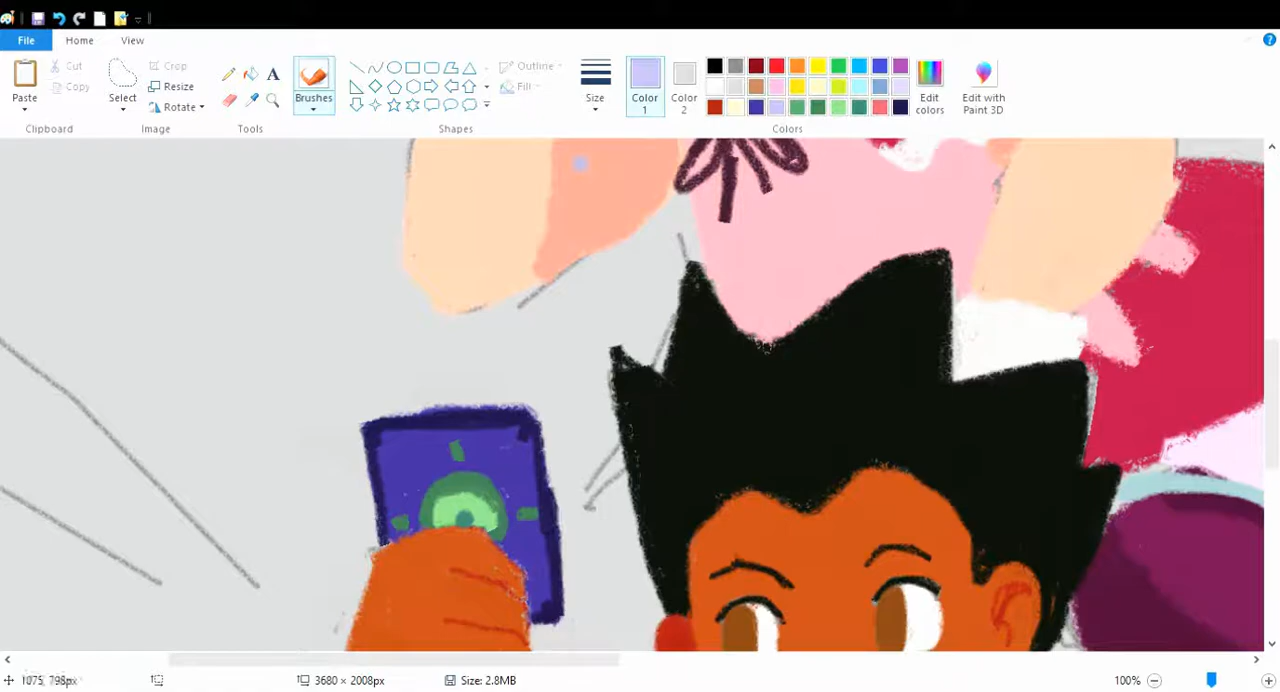 File Home View
Paste Cut Copy Select Crop Resize Rotate Brushes Outline Fill Size Color 1 Color 2 Edit colors Edit with Paint 3D
Clipboard Image Tools Shapes Colors
1075, 798px 3680 × 2008px Size: 2.8MB 100%